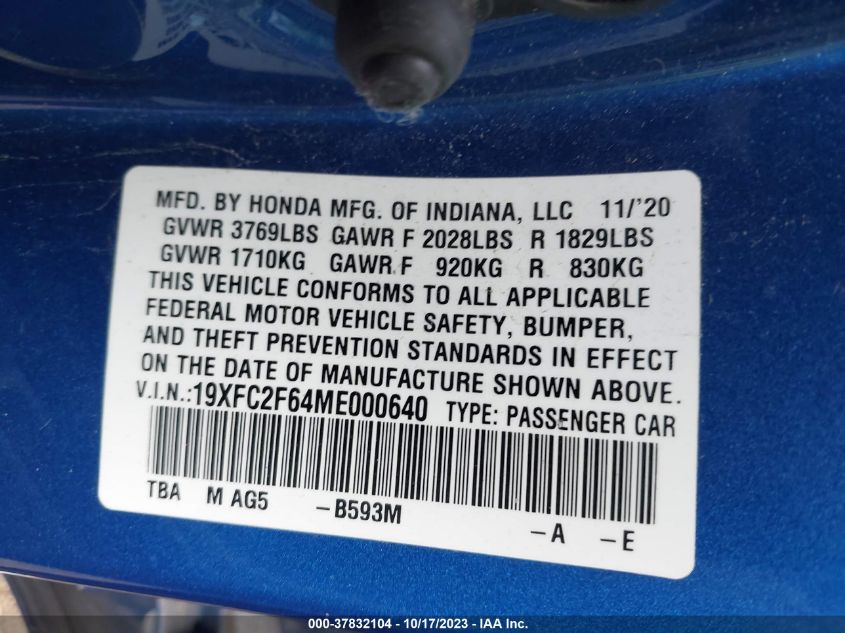 MFD. BY HONDA MFG. OF INDIANA, LLC 11/'20
GVWR 3769LBS GAWR F 2028LBS R 1829LBS
GVWR 1710KG GAWR F 920KG R 830KG
THIS VEHICLE CONFORMS TO ALL APPLICABLE
FEDERAL MOTOR VEHICLE SAFETY, BUMPER,
AND THEFT PREVENTION STANDARDS IN EFFECT
ON THE DATE OF MANUFACTURE SHOWN ABOVE.
V.I.N.:19XFC2F64ME000640 TYPE: PASSENGER CAR
TBA M AG5 -B593M -A -E
000-37832104 - 10/17/2023 - IAA Inc.